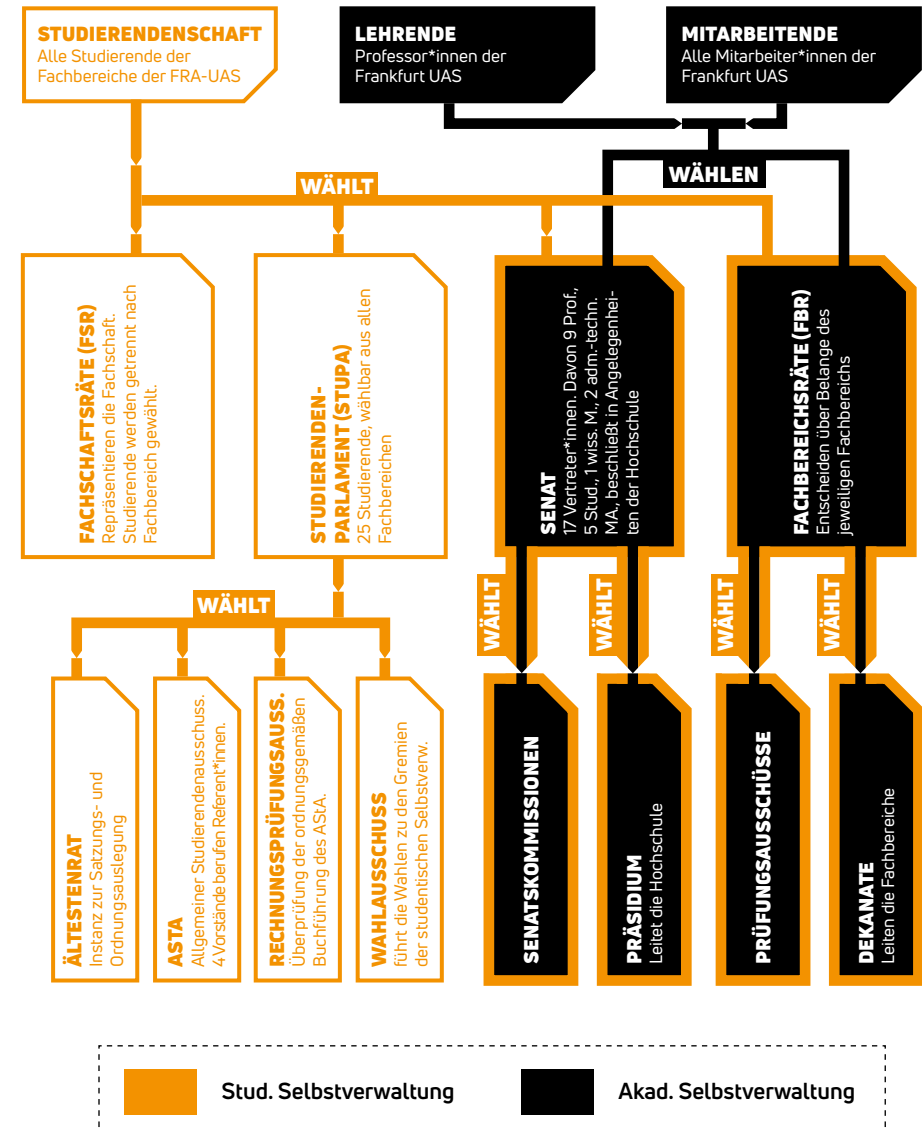 STUDIERENDENSCHAFT
Alle Studierende der
Fachbereiche der FRA-UAS
LEHRENDE
Professor*innen der
Frankfurt UAS
MITARBEITENDE
Alle Mitarbeiter*innen der
Frankfurt UAS
WÄHLEN
WÄHLT
FACHSCHAFTSRÄTE (FSR)
Repräsentieren die Fachschaft.
Studierende werden getrennt nach
Fachbereich gewählt.
STUDIERENDEN-
PARLAMENT (STUPA)
25 Studierende, wählbar aus allen
Fachbereichen
SENAT
17 Vertreter*innen. Davon 9 Prof.,
5 Stud., 1 wiss. M., 2 adm.-techn.
MA., beschließt in Angelegenhei-
ten der Hochschule
FACHBEREICHSRÄTE (FBR)
Entscheiden über Belange des
jeweiligen Fachbereichs
WÄHLT
WÄHLT
WÄHLT
WÄHLT
WÄHLT
ÄLTESTENRAT
Instanz zur Satzungs- und
Ordnungsauslegung
ASTA
Allgemeiner Studierendenausschuss.
4 Vorstände berufen Referent*innen.
RECHNUNGSPRÜFUNGSAUSS.
Überprüfung der ordnungsgemäßen
Buchführung des AStA.
WAHLAUSSCHUSS
führt die Wahlen zu den Gremien
der studentischen Selbstverw.
SENATSKOMMISSIONEN
PRÄSIDIUM
Leitet die Hochschule
PRÜFUNGSAUSSCHÜSSE
DEKANATE
Leiten die Fachbereiche
Stud. Selbstverwaltung
Akad. Selbstverwaltung